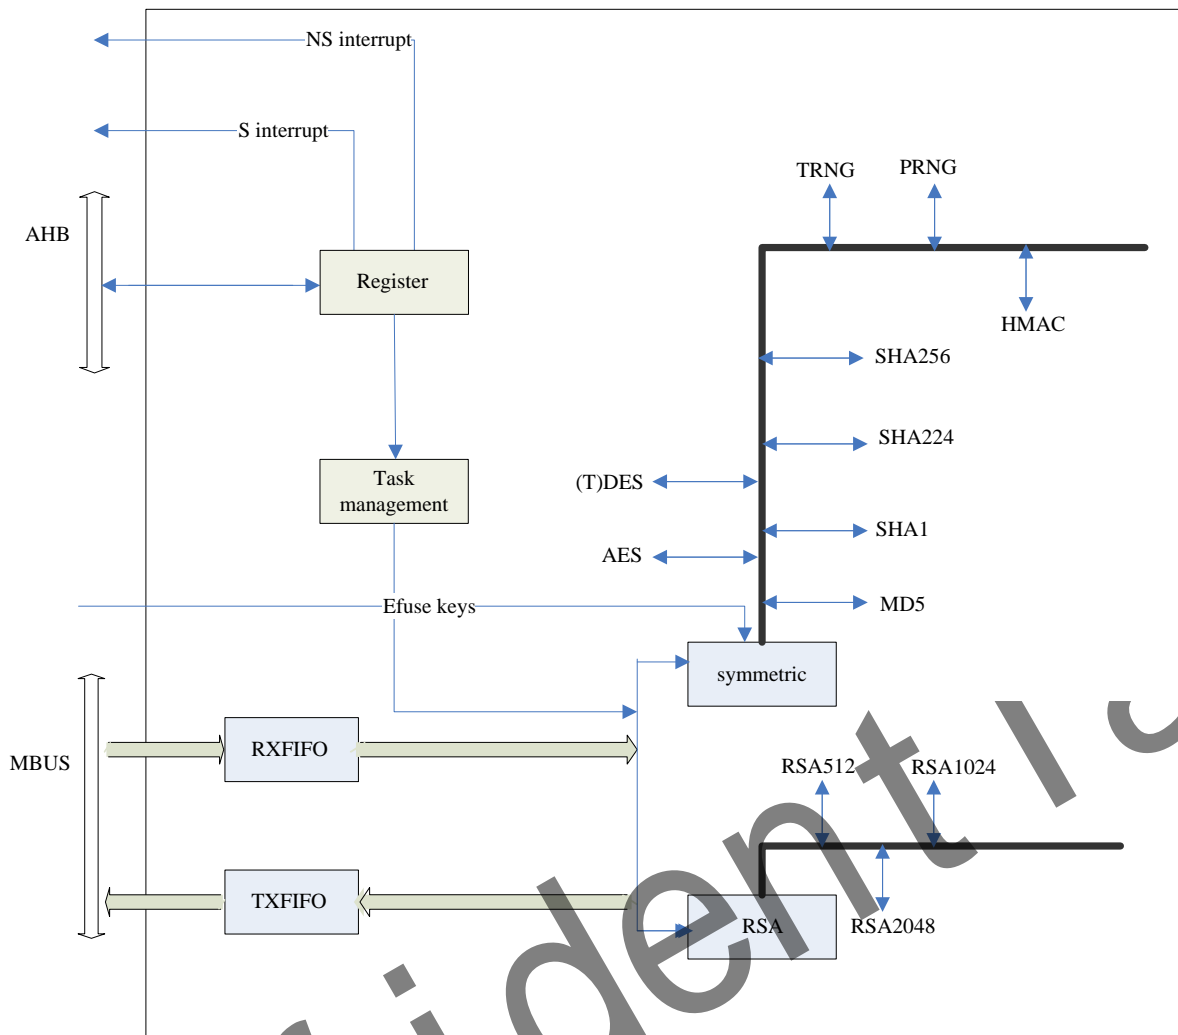 NS interrupt
S interrupt
TRNG
PRNG
AHB
Register
HMAC
SHA256
SHA224
Task
management
(T)DES
SHA1
AES
Efuse keys
MD5
symmetric
RXFIFO
MBUS
RSA512
RSA1024
TXFIFO
RSA
RSA2048
fidentia